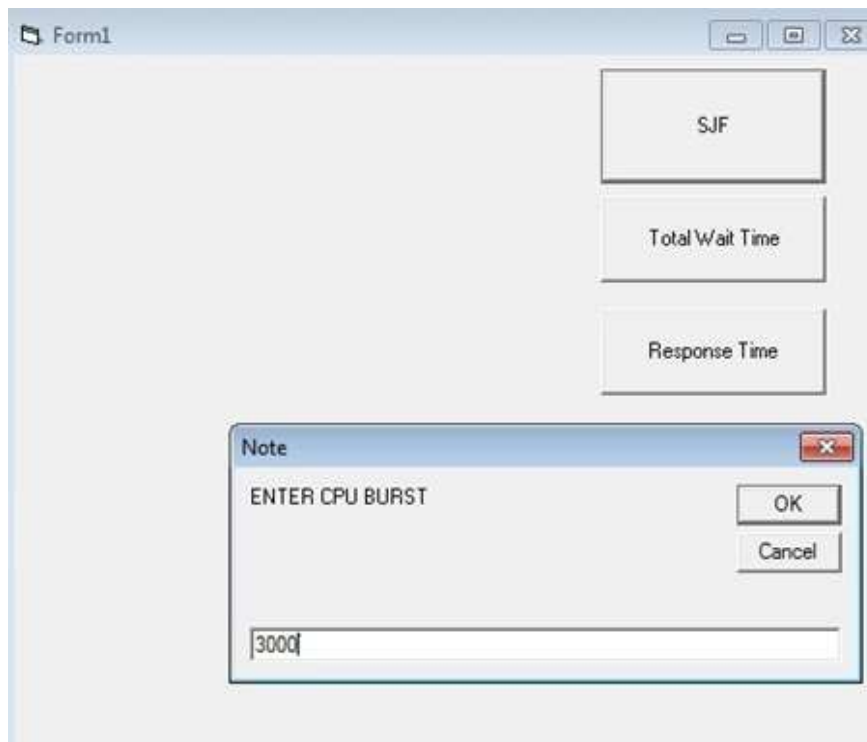 Form1
SJF
Total Wait Time
Response Time
Note
ENTER CPU BURST
OK
Cancel
3000